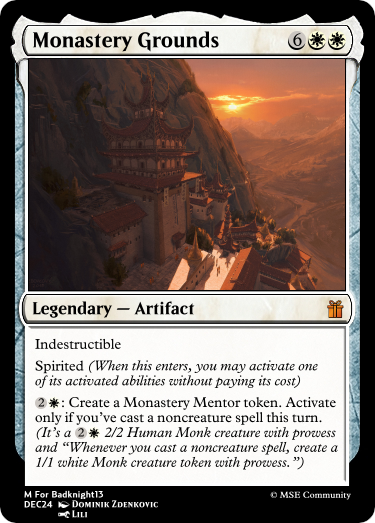 Monastery Grounds 6
Legendary — Artifact
Indestructible
Spirited (When this enters, you may activate one
of its activated abilities without paying its cost)
2: Create a Monastery Mentor token. Activate
only if you've cast a noncreature spell this turn.
(It's a 2 2/2 Human Monk creature with prowess
and “Whenever you cast a noncreature spell, create a
1/1 white Monk creature token with prowess.”)
M For Badknight13
DEC24 Dominik Zdenkovic
Lili
© MSE Community